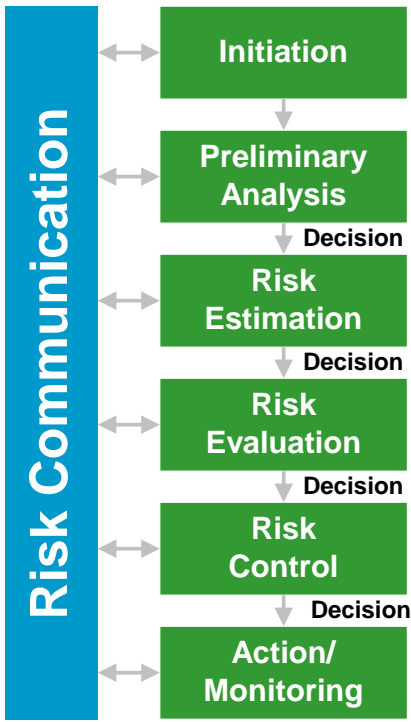 Risk Communication
Initiation
Preliminary
Analysis
Decision
Risk
Estimation
Decision
Risk
Evaluation
Decision
Risk
Control
Decision
Action/
Monitoring